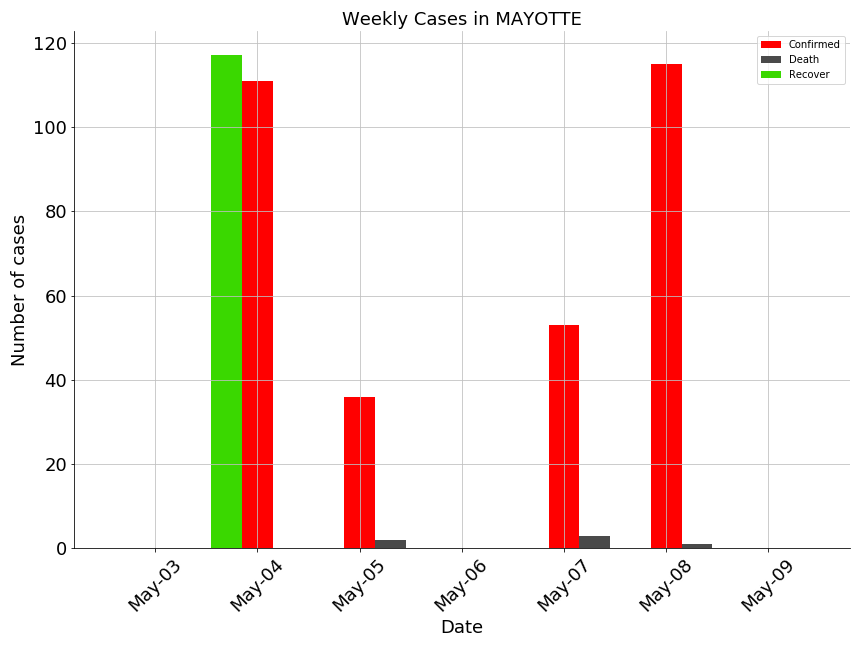 Weekly Cases in MAYOTTE
Confirmed
Death
Recover
120
100
80
60
40
20
0
Number of cases
May-03
May-04
May-05
May-06
May-07
May-08
May-09
Date